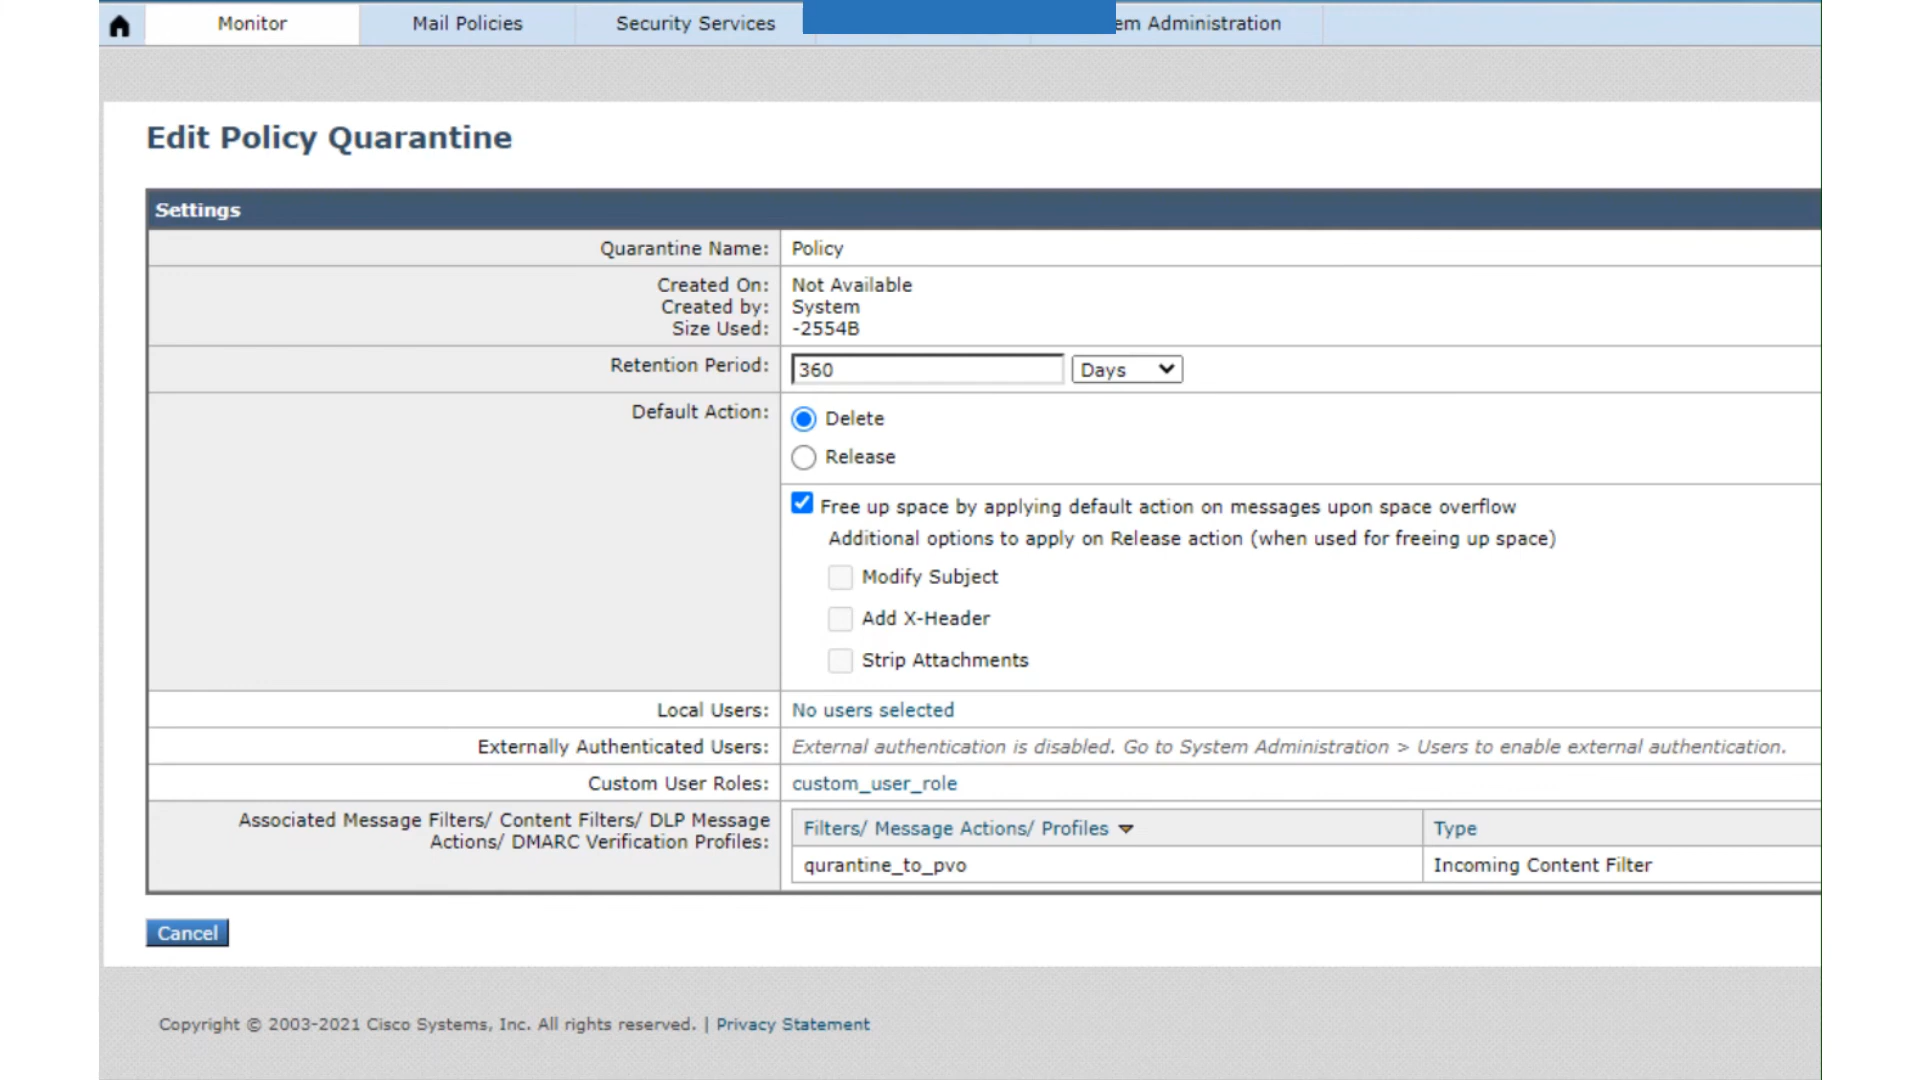 Monitor
Mail Policies
Security Services
em Administration
Edit Policy Quarantine
Settings
Quarantine Name: Policy
Created On: Not Available
Created by: System
Size Used: -2554B
Retention Period: 360 Days
Default Action: Delete
Release
Free up space by applying default action on messages upon space overflow
Additional options to apply on Release action (when used for freeing up space)
Modify Subject
Add X-Header
Strip Attachments
Local Users: No users selected
Externally Authenticated Users: External authentication is disabled. Go to System Administration > Users to enable external authentication.
Custom User Roles: custom_user_role
Associated Message Filters/ Content Filters/ DLP Message
Actions/ DMARC Verification Profiles:
Filters/ Message Actions/ Profiles Type
qurantine_to_pvo Incoming Content Filter
Cancel
Copyright © 2003-2021 Cisco Systems, Inc. All rights reserved. | Privacy Statement